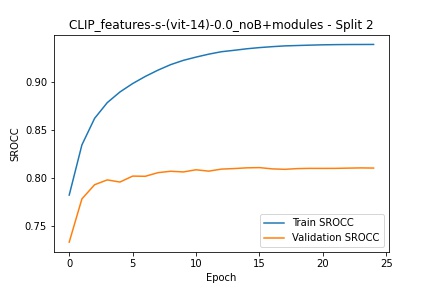 CLIP_features-s-(vit-14)-0.0_noB+modules - Split 2
SROCC
0.90
0.85
0.80
0.75
Train SROCC
Validation SROCC
0 5 10 15 20 25
Epoch